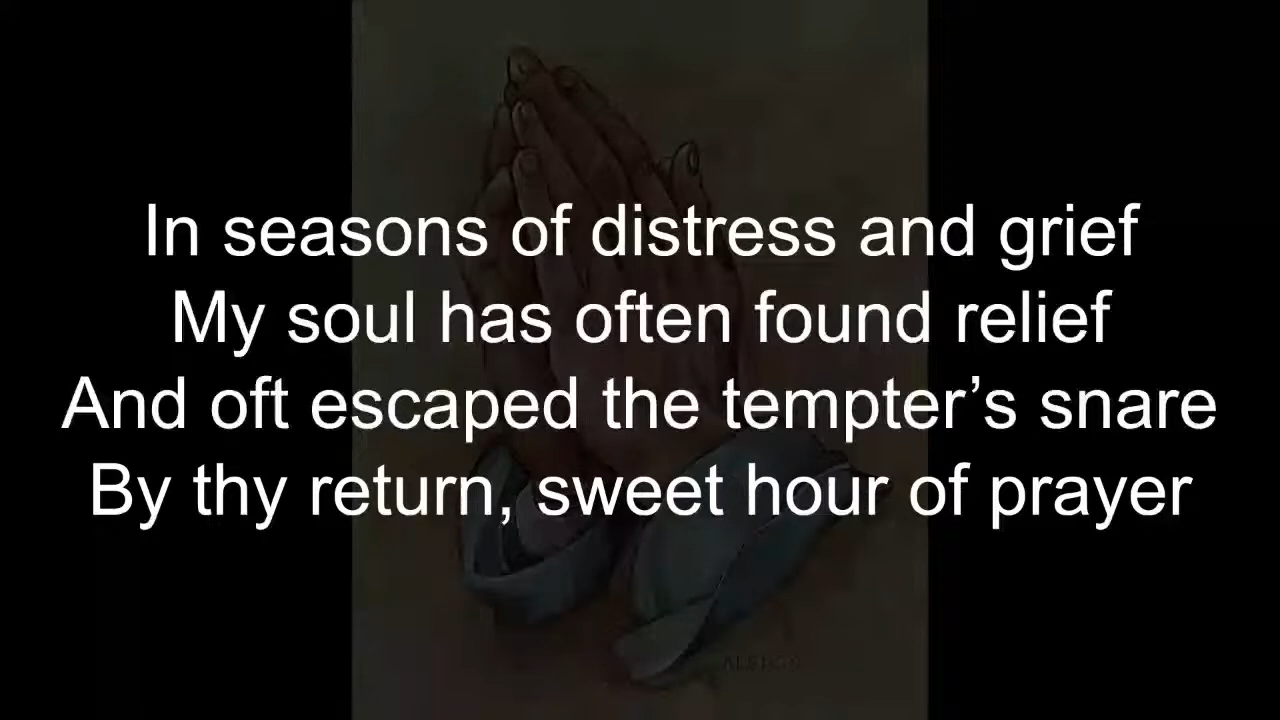 In seasons of distress and grief
My soul has often found relief
And oft escaped the tempter’s snare
By thy return, sweet hour of prayer